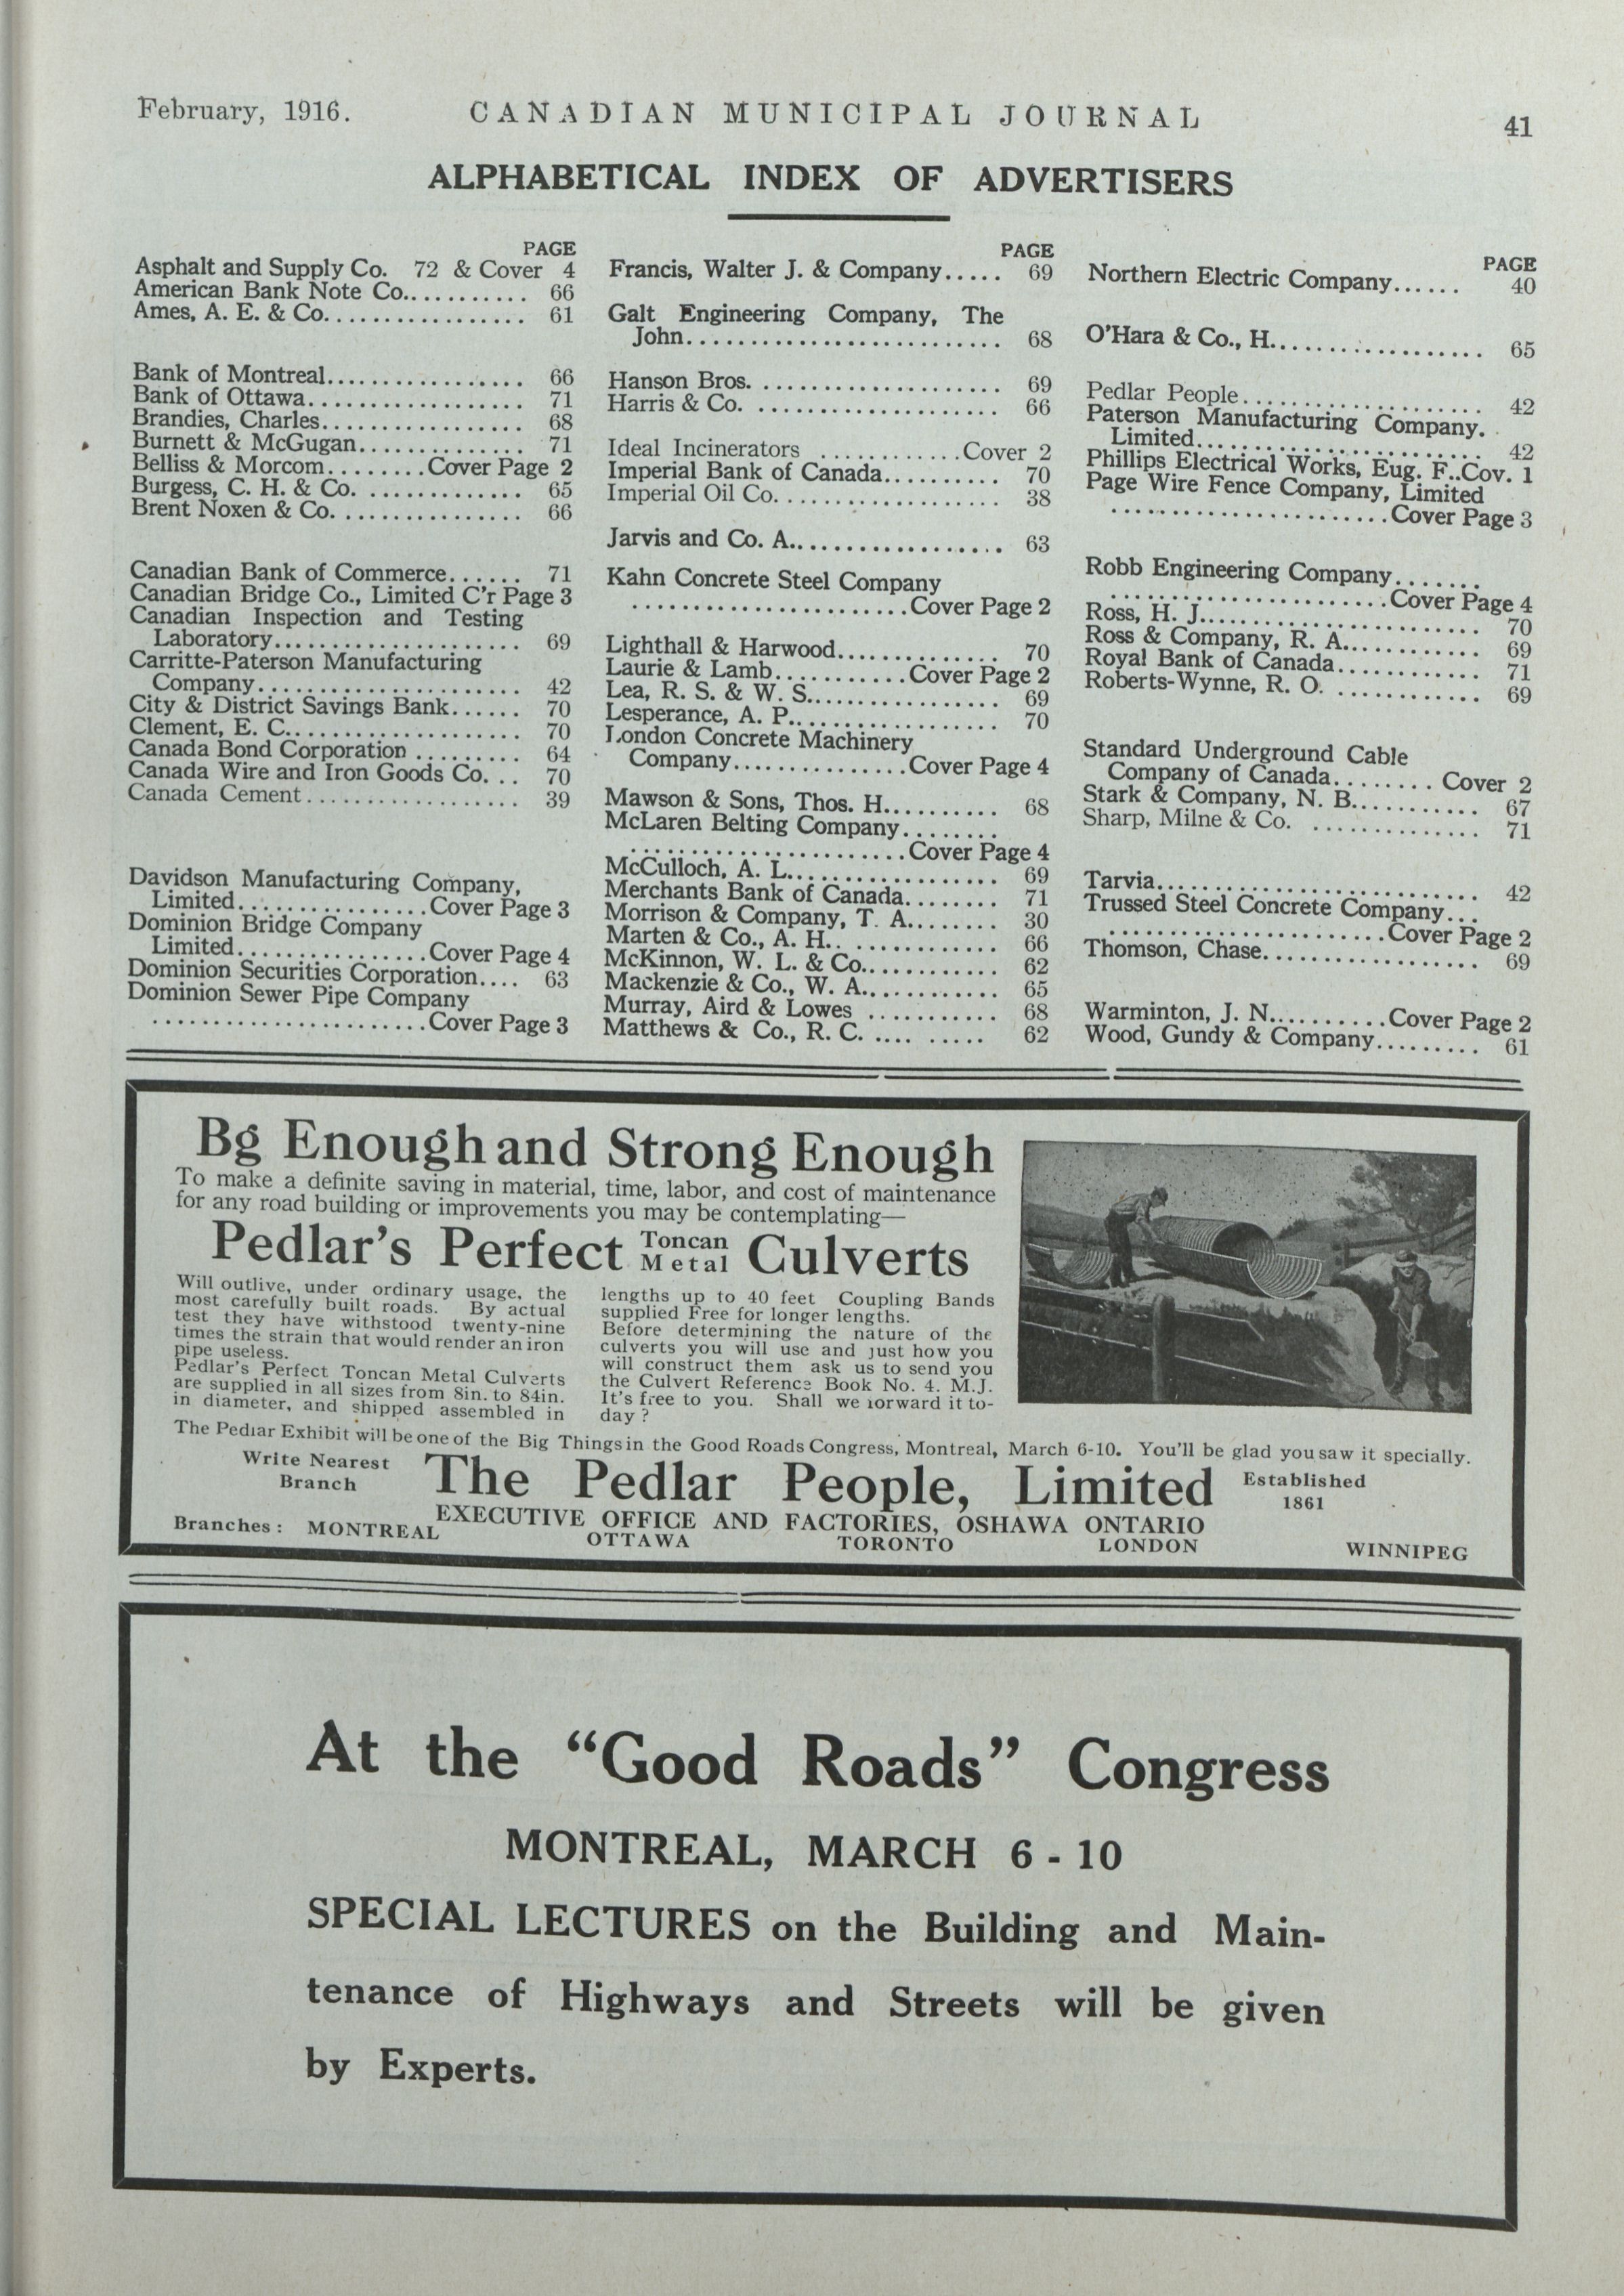 February, 1916.
CANADIAN MUNICIPAL JOURNAL
41
ALPHABETICAL INDEX OF ADVERTISERS
PAGE
Asphalt and Supply Co. 72 & Cover 4
American Bank Note Co........... 66
Ames, A. E. & Co................. 61
Bank of Montreal................. 66
Bank of Ottawa................... 71
Brandies, Charles.................. 68
Burnett & McGugan............... 71
Belliss & Morcom........Cover Page 2
Burgess, C. H. & Co. ............. 65
Brent Noxen & Co. ............... 66
Canadian Bank of Commerce...... 71
Canadian Bridge Co., Limited C'r Page 3
Canadian Inspection and Testing
Laboratory..................... 69
Carritte-Paterson Manufacturing
Company....................... 42
City & District Savings Bank...... 70
Clement, E. C..................... 70
Canada Bond Corporation ......... 64
Canada Wire and Iron Goods Co. .. 70
Canada Cement.................. 39
Davidson Manufacturing Company,
Limited.................Cover Page 3
Dominion Bridge Company
Limited.................Cover Page 4
Dominion Securities Corporation.... 63
Dominion Sewer Pipe Company
........................Cover Page 3
PAGE
Francis, Walter J. & Company..... 69
Galt Engineering Company, The
John........................... 68
Hanson Bros. ..................... 69
Harris & Co. ..................... 66
Ideal Incinerators ............Cover 2
Imperial Bank of Canada.......... 70
Imperial Oil Co. .................. 38
Jarvis and Co. A................... 63
Kahn Concrete Steel Company
........................Cover Page 2
Lighthall & Harwood.............. 70
Laurie & Lamb...........Cover Page 2
Lea, R. S. & W. S................. 69
Lesperance, A. P.................. 70
London Concrete Machinery
Company...............Cover Page 4
Mawson & Sons, Thos. H.......... 68
McLaren Belting Company........
........................Cover Page 4
McCulloch, A. L................... 69
Merchants Bank of Canada........ 71
Morrison & Company, T. A........ 30
Marten & Co., A. H. ............. 66
McKinnon, W. L. & Co............ 62
Mackenzie & Co., W. A............ 65
Murray, Aird & Lowes ........... 68
Matthews & Co., R. C. .... ..... 62
PAGE
Northern Electric Company...... 40
O'Hara & Co., H................... 65
Pedlar People..................... 42
Paterson Manufacturing Company.
Limited......................... 42
Phillips Electrical Works, Eug. F..Cov. 1
Page Wire Fence Company, Limited
........................Cover Page 3
Robb Engineering Company.......
........................Cover Page 4
Ross, H. J......................... 70
Ross & Company, R. A............ 69
Royal Bank of Canada............ 71
Roberts-Wynne, R. O. ............ 69
Standard Underground Cable
Company of Canada........ Cover 2
Stark & Company, N. B........... 67
Sharp, Milne & Co. .............. 71
Tarvia............................ 42
Trussed Steel Concrete Company...
........................Cover Page 2
Thomson, Chase.................. 69
Warminton, J. N..........Cover Page 2
Wood, Gundy & Company......... 61
Bg Enough and Strong Enough
To make a definite saving in material, time, labor, and cost of maintenance
for any road building or improvements you may be contemplating—
Pedlar's Perfect Toncan Metal Culverts
Will outlive, under ordinary usage, the
most carefully built roads. By actual
test they have withstood twenty-nine
times the strain that would render an iron
pipe useless.
Pedlar's Perfect Toncan Metal Culverts
are supplied in all sizes from 8in. to 84in.
in diameter, and shipped assembled in
lengths up to 40 feet Coupling Bands
supplied Free for longer lengths.
Before determining the nature of the
culverts you will use and just how you
will construct them ask us to send you
the Culvert Reference Book No. 4. M.J.
It's free to you. Shall we forward it to-
day ?
The Pedlar Exhibit will be one of the Big Things in the Good Roads Congress, Montreal, March 6-10. You'll be glad you saw it specially.
Write Nearest
Branch
The Pedlar People, Limited
Established
1861
EXECUTIVE OFFICE AND FACTORIES, OSHAWA ONTARIO
Branches: MONTREAL OTTAWA TORONTO LONDON WINNIPEG
At the "Good Roads" Congress
MONTREAL, MARCH 6 - 10
SPECIAL LECTURES on the Building and Main-
tenance of Highways and Streets will be given
by Experts.